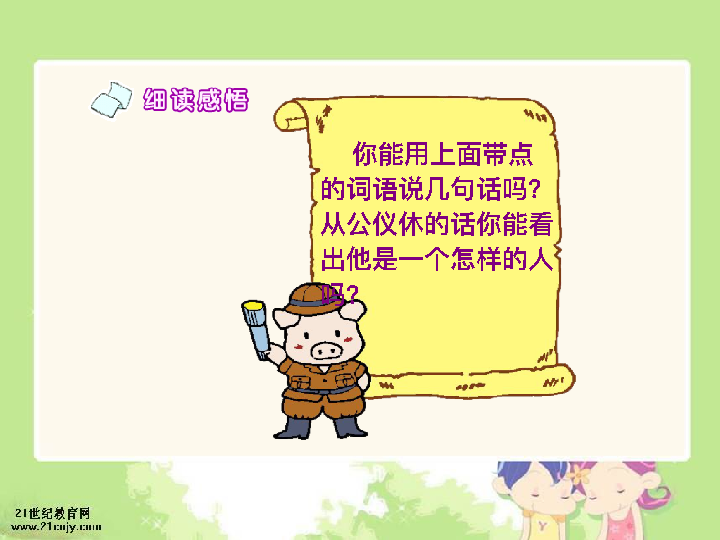 细读感悟
你能用上面带点
的词语说几句话吗?
从公仪休的话你能看
出他是一个怎样的人
吗?
21世纪教育网
www.21cnjy.com